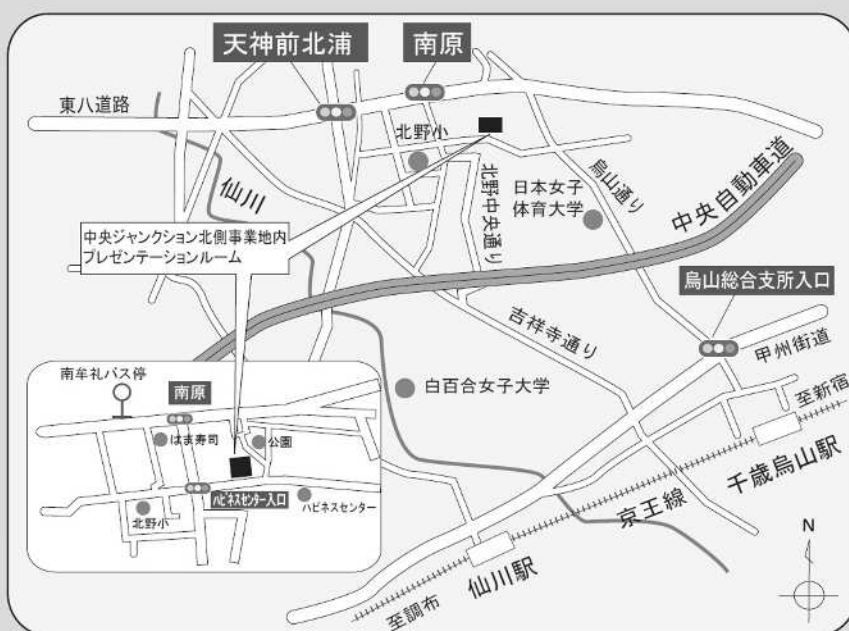 天神前北浦
南原
東八道路
北野小
仙川
北野中央通り
日本女子
体育大学
烏山通り
中央自動車道
中央ジャンクション北側事業地内
プレゼンテーションルーム
烏山総合支所入口
吉祥寺通り
甲州街道
白百合女子大学
至新宿
千歳烏山駅
京王線
仙川駅
至調布
N
南牟礼バス停
南原
はま寿司
公園
ハピネスセンター入口
ハピネスセンター
北野小